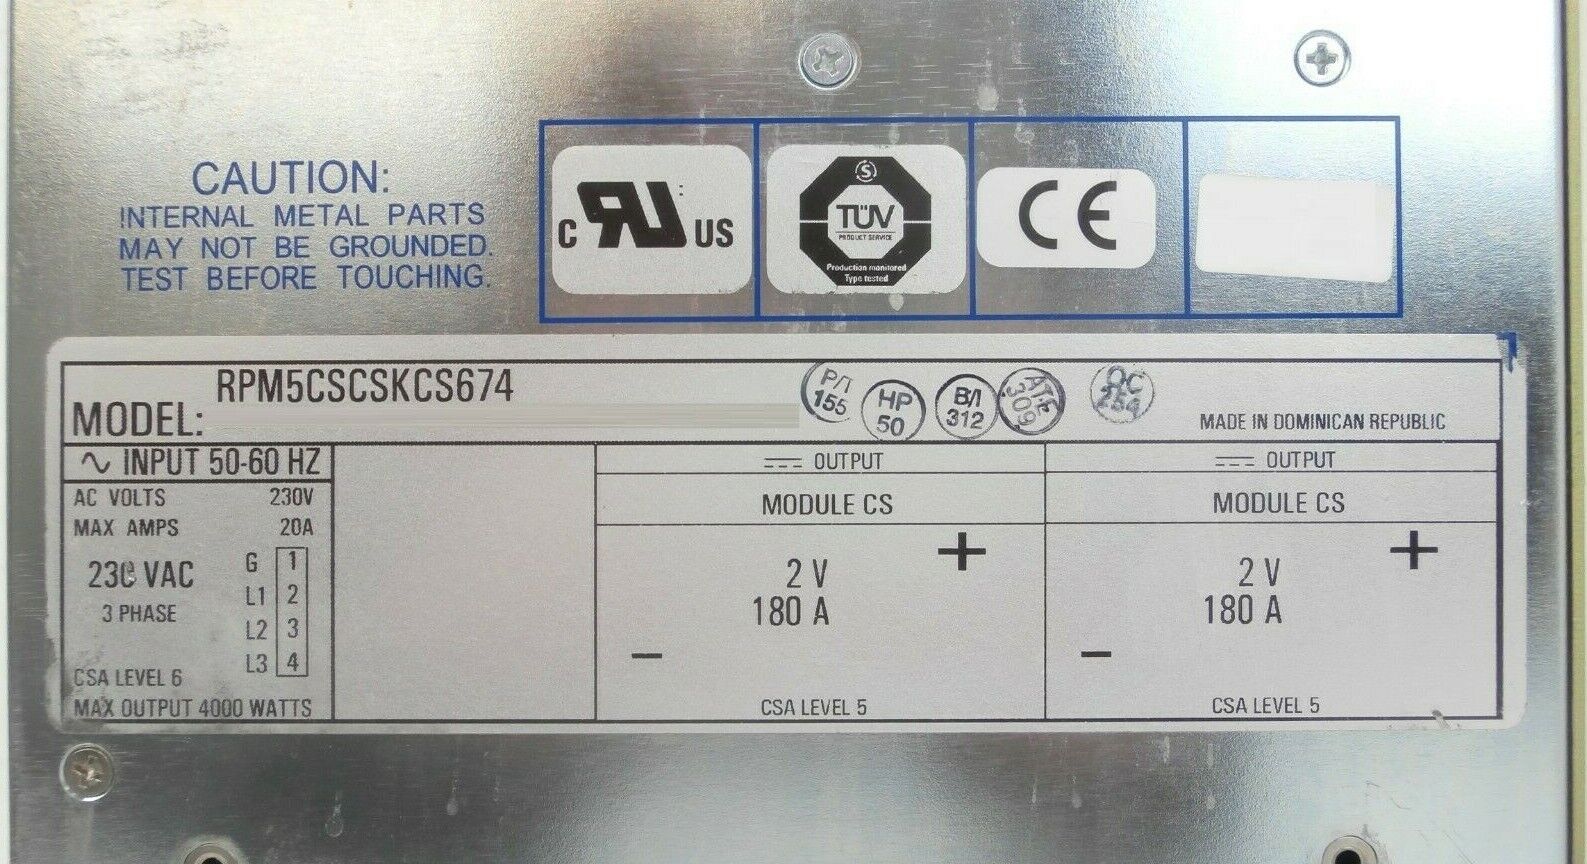 CAUTION:
INTERNAL METAL PARTS
MAY NOT BE GROUNDED.
TEST BEFORE TOUCHING.
C RU US
S
TÜV
PRODUCT SERVICE
Production monitored
Type tested
CE
MODEL: RPM5CSCSKCS674
P/I 155
HP 50
B/I 312
ATE 309
QC
MADE IN DOMINICAN REPUBLIC
∿ INPUT 50-60 HZ
AC VOLTS 230V
MAX AMPS 20A
230 VAC
3 PHASE
G 1
L1 2
L2 3
L3 4
CSA LEVEL 6
MAX OUTPUT 4000 WATTS
⎓ OUTPUT
MODULE CS
+
2 V
180 A
−
CSA LEVEL 5
⎓ OUTPUT
MODULE CS
+
2 V
180 A
−
CSA LEVEL 5